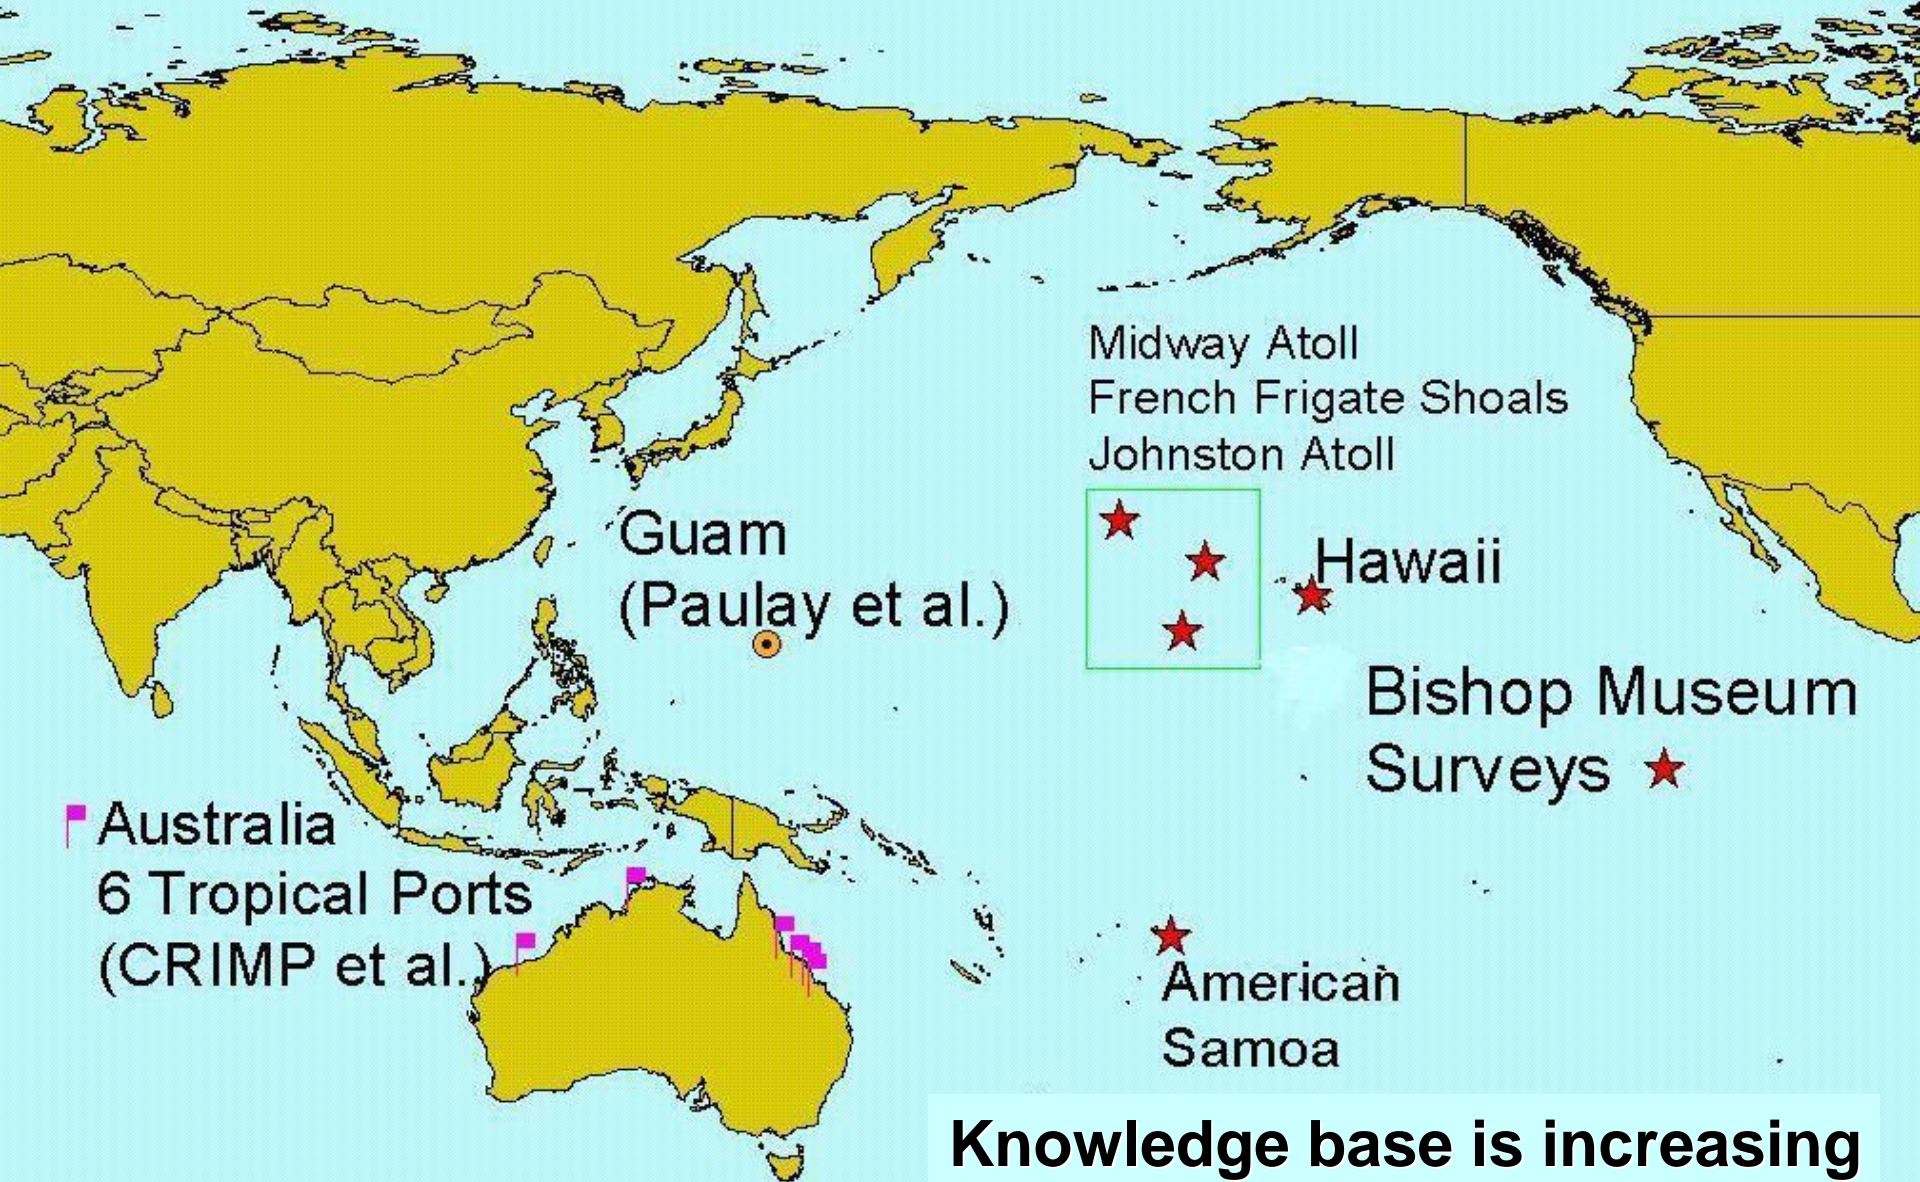 Midway Atoll
French Frigate Shoals
Johnston Atoll
Guam
(Paulay et al.)
Hawaii
Bishop Museum
Surveys
Australia
6 Tropical Ports
(CRIMP et al.)
American
Samoa
Knowledge base is increasing